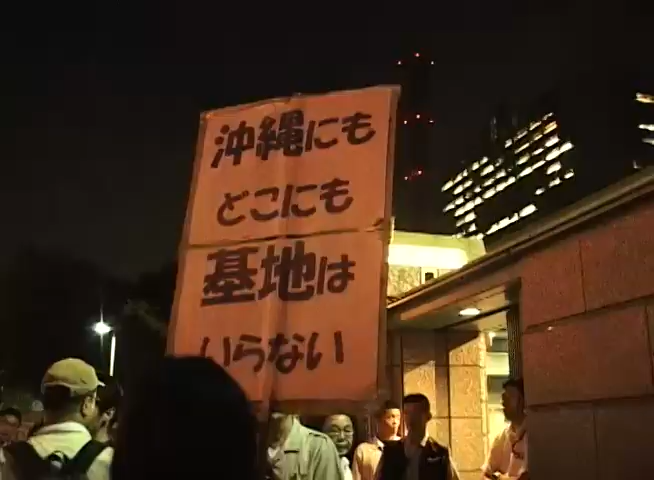 沖縄にも
どこにも
基地は
いらない